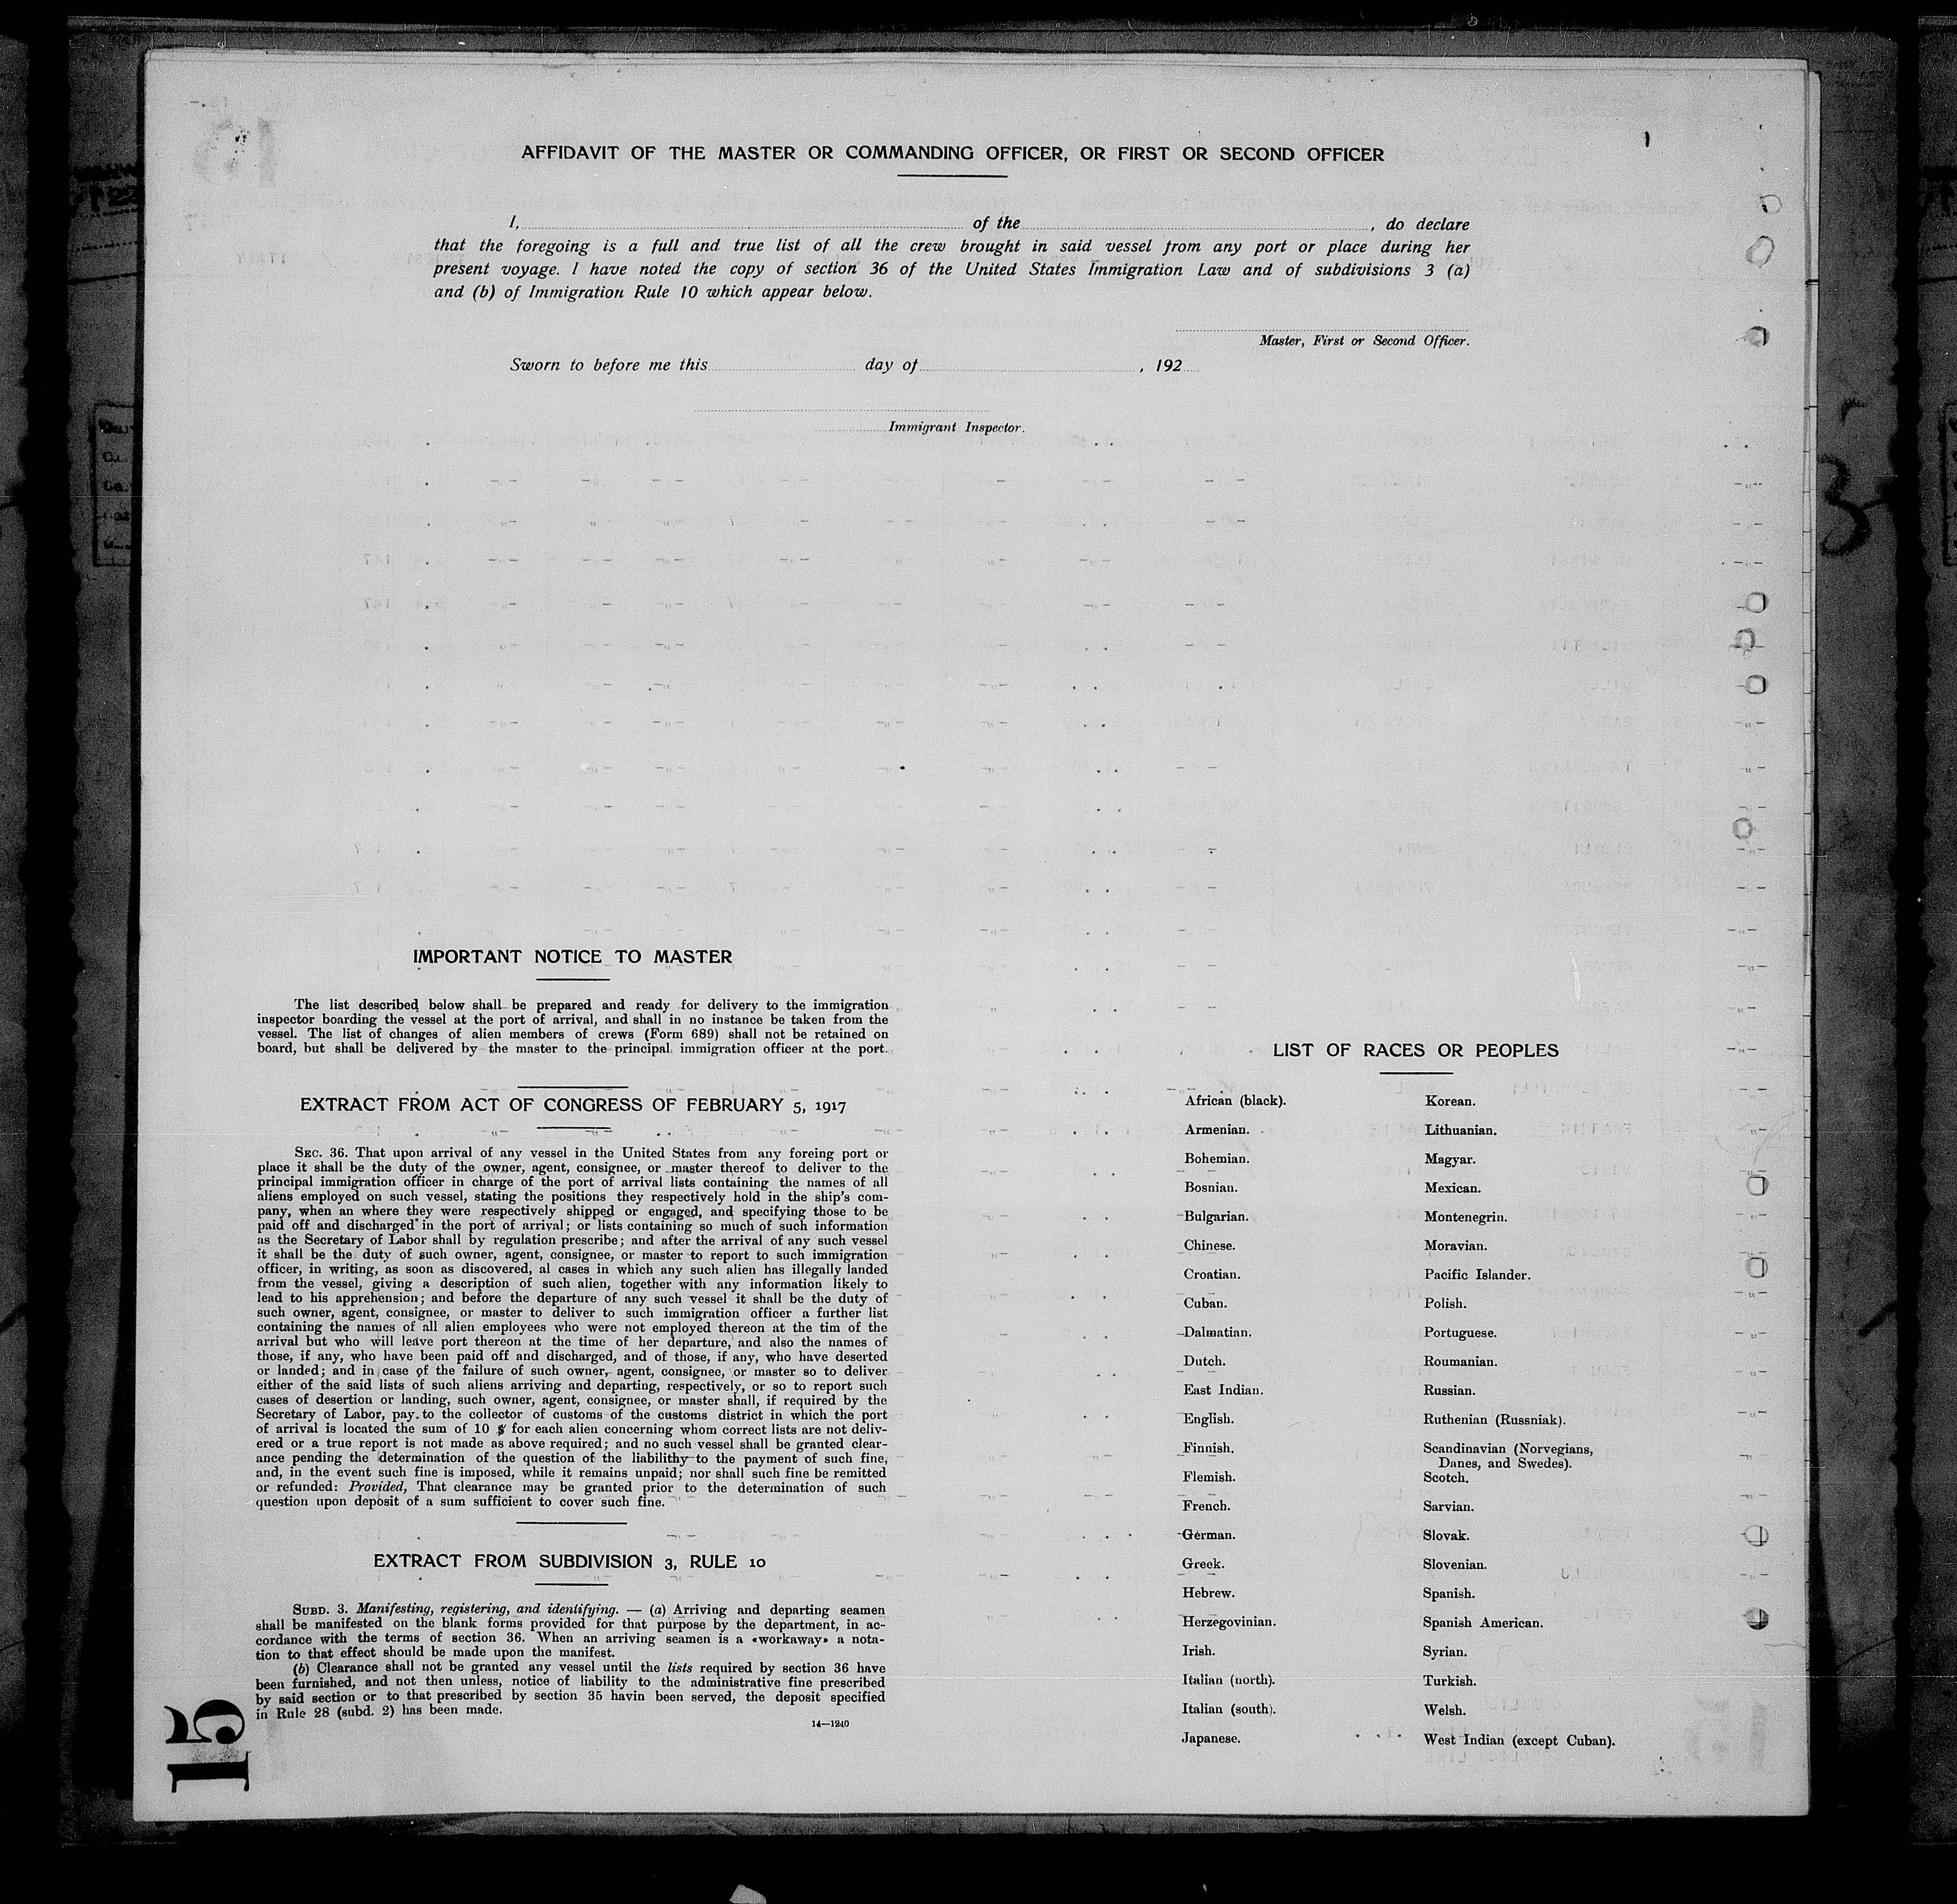 AFFIDAVIT OF THE MASTER OR COMMANDING OFFICER, OR FIRST OR SECOND OFFICER
I, of the , do declare
that the foregoing is a full and true list of all the crew brought in said vessel from any port or place during her
present voyage. I have noted the copy of section 36 of the United States Immigration Law and of subdivisions 3 (a)
and (b) of Immigration Rule 10 which appear below.
Master, First or Second Officer.
Sworn to before me this day of , 192
Immigrant Inspector.
IMPORTANT NOTICE TO MASTER
The list described below shall be prepared and ready for delivery to the immigration
inspector boarding the vessel at the port of arrival, and shall in no instance be taken from the
vessel. The list of changes of alien members of crews (Form 689) shall not be retained on
board, but shall be delivered by the master to the principal immigration officer at the port.
EXTRACT FROM ACT OF CONGRESS OF FEBRUARY 5, 1917
SEC. 36. That upon arrival of any vessel in the United States from any foreing port or
place it shall be the duty of the owner, agent, consignee, or master thereof to deliver to the
principal immigration officer in charge of the port of arrival lists containing the names of all
aliens employed on such vessel, stating the positions they respectively hold in the ship's com-
pany, when an where they were respectively shipped or engaged, and specifying those to be
paid off and discharged in the port of arrival; or lists containing so much of such information
as the Secretary of Labor shall by regulation prescribe; and after the arrival of any such vessel
it shall be the duty of such owner, agent, consignee, or master to report to such immigration
officer, in writing, as soon as discovered, al cases in which any such alien has illegally landed
from the vessel, giving a description of such alien, together with any information likely to
lead to his apprehension; and before the departure of any such vessel it shall be the duty of
such owner, agent, consignee, or master to deliver to such immigration officer a further list
containing the names of all alien employees who were not employed thereon at the tim of the
arrival but who will leave port thereon at the time of her departure, and also the names of
those, if any, who have been paid off and discharged, and of those, if any, who have deserted
or landed; and in case of the failure of such owner, agent, consignee, or master so to deliver
either of the said lists of such aliens arriving and departing, respectively, or so to report such
cases of desertion or landing, such owner, agent, consignee, or master shall, if required by the
Secretary of Labor, pay to the collector of customs of the customs district in which the port
of arrival is located the sum of 10 $ for each alien concerning whom correct lists are not deliv-
ered or a true report is not made as above required; and no such vessel shall be granted clear-
ance pending the determination of the question of the liabilithy to the payment of such fine,
and, in the event such fine is imposed, while it remains unpaid; nor shall such fine be remitted
or refunded: Provided, That clearance may be granted prior to the determination of such
question upon deposit of a sum sufficient to cover such fine.
EXTRACT FROM SUBDIVISION 3, RULE 10
SUBD. 3. Manifesting, registering, and identifying. — (a) Arriving and departing seamen
shall be manifested on the blank forms provided for that purpose by the department, in ac-
cordance with the terms of section 36. When an arriving seamen is a «workaway» a nota-
tion to that effect should be made upon the manifest.
(b) Clearance shall not be granted any vessel until the lists required by section 36 have
been furnished, and not then unless, notice of liability to the administrative fine prescribed
by said section or to that prescribed by section 35 havin been served, the deposit specified
in Rule 28 (subd. 2) has been made.
14—1240
15
LIST OF RACES OR PEOPLES
African (black).
Armenian.
Bohemian.
Bosnian.
Bulgarian.
Chinese.
Croatian.
Cuban.
Dalmatian.
Dutch.
East Indian.
English.
Finnish.
Flemish.
French.
German.
Greek.
Hebrew.
Herzegovinian.
Irish.
Italian (north).
Italian (south).
Japanese.
Korean.
Lithuanian.
Magyar.
Mexican.
Montenegrin.
Moravian.
Pacific Islander.
Polish.
Portuguese.
Roumanian.
Russian.
Ruthenian (Russniak).
Scandinavian (Norvegians,
Danes, and Swedes).
Scotch.
Sarvian.
Slovak.
Slovenian.
Spanish.
Spanish American.
Syrian.
Turkish.
Welsh.
West Indian (except Cuban).